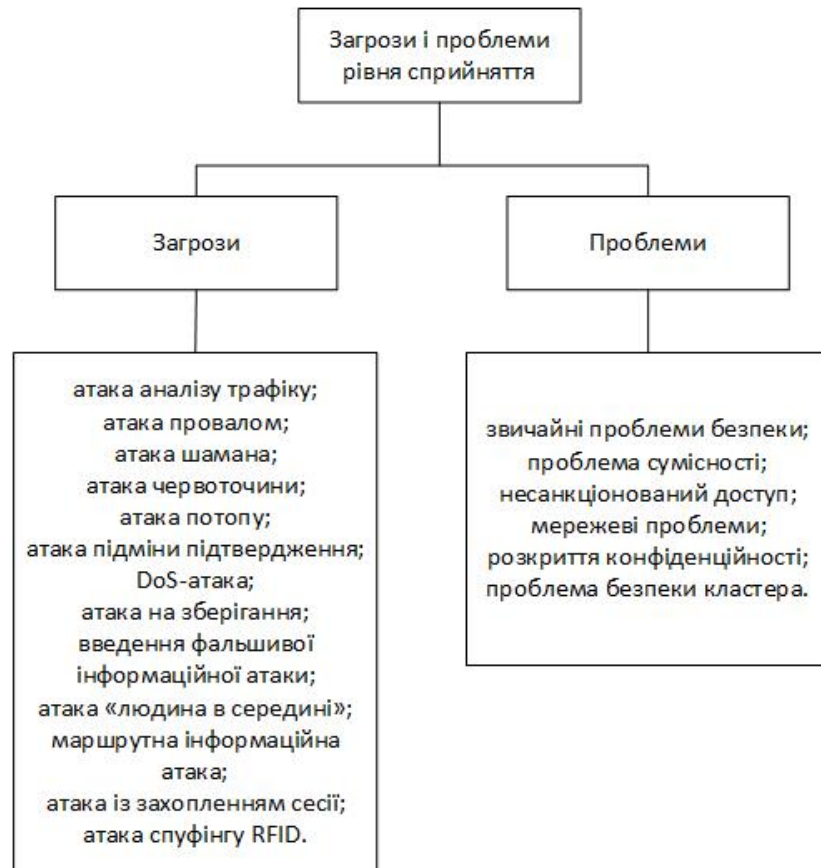 Загрози і проблеми
рівня сприйняття
Загрози
Проблеми
атака аналізу трафіку;
атака провалом;
атака шамана;
атака червоточини;
атака потопу;
атака підміни підтвердження;
DoS-атака;
атака на зберігання;
введення фальшивої
інформаційної атаки;
атака «людина в середині»;
маршрутна інформаційна
атака;
атака із захопленням сесії;
атака спуфінгу RFID.
звичайні проблеми безпеки;
проблема сумісності;
несанкціонований доступ;
мережеві проблеми;
розкриття конфіденційності;
проблема безпеки кластера.